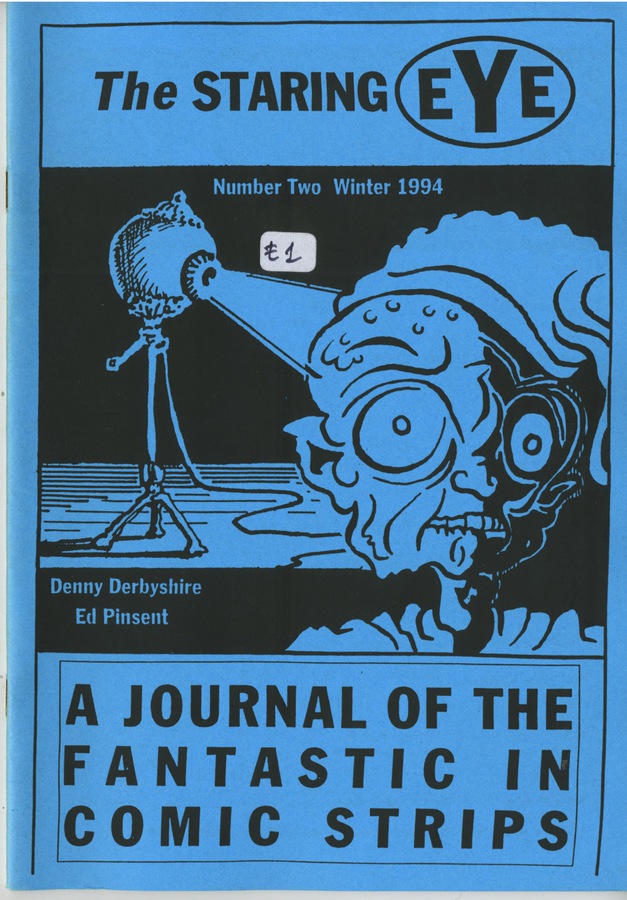 The STARING EYE
Number Two Winter 1994
£1
Denny Derbyshire
Ed Pinsent
A JOURNAL OF THE
FANTASTIC IN
COMIC STRIPS